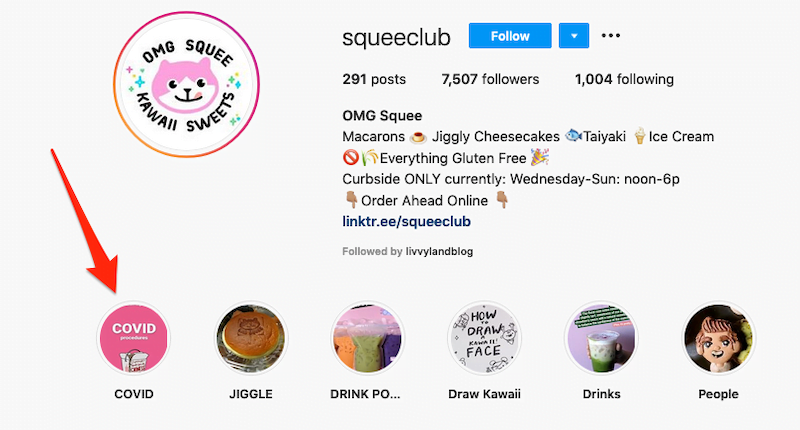 OMG SQUEE
KAWAII SWEETS
squeeclub Follow
291 posts 7,507 followers 1,004 following
OMG Squee
Macarons ☕ Jiggly Cheesecakes 🐟Taiyaki 🍦Ice Cream
🚫🌾Everything Gluten Free 🎉
Curbside ONLY currently: Wednesday-Sun: noon-6p
👇🏽Order Ahead Online 👇🏽
linktr.ee/squeeclub
Followed by livvylandblog
COVID
procedures
HOW
TO
DRAW
A
KAWAII
FACE
COVID JIGGLE DRINK PO... Draw Kawaii Drinks People